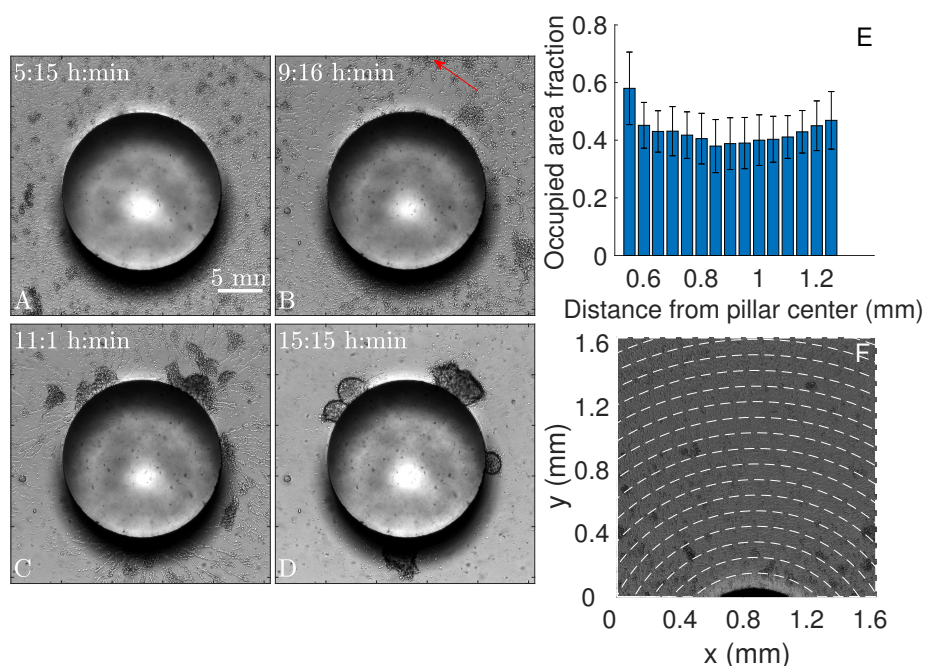 5:15 h:min
5 mm
A
9:16 h:min
B
11:1 h:min
C
15:15 h:min
D
E
Occupied area fraction
0.8
0.6
0.4
0.2
0
0.6 0.8 1 1.2
Distance from pillar center (mm)
F
y (mm)
1.6
1.2
0.8
0.4
0
0 0.4 0.8 1.2 1.6
x (mm)